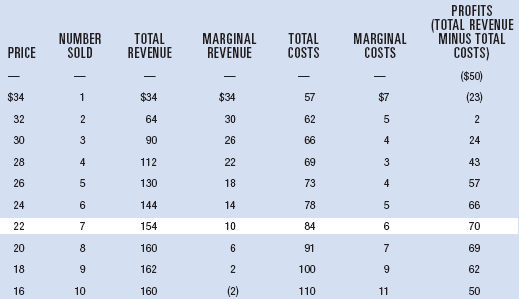 PROFITS
(TOTAL REVENUE
NUMBER TOTAL MARGINAL TOTAL MARGINAL MINUS TOTAL
PRICE SOLD REVENUE REVENUE COSTS COSTS COSTS)
— — — — — — ($50)
$34 1 $34 $34 57 $7 (23)
32 2 64 30 62 5 2
30 3 90 26 66 4 24
28 4 112 22 69 3 43
26 5 130 18 73 4 57
24 6 144 14 78 5 66
22 7 154 10 84 6 70
20 8 160 6 91 7 69
18 9 162 2 100 9 62
16 10 160 (2) 110 11 50